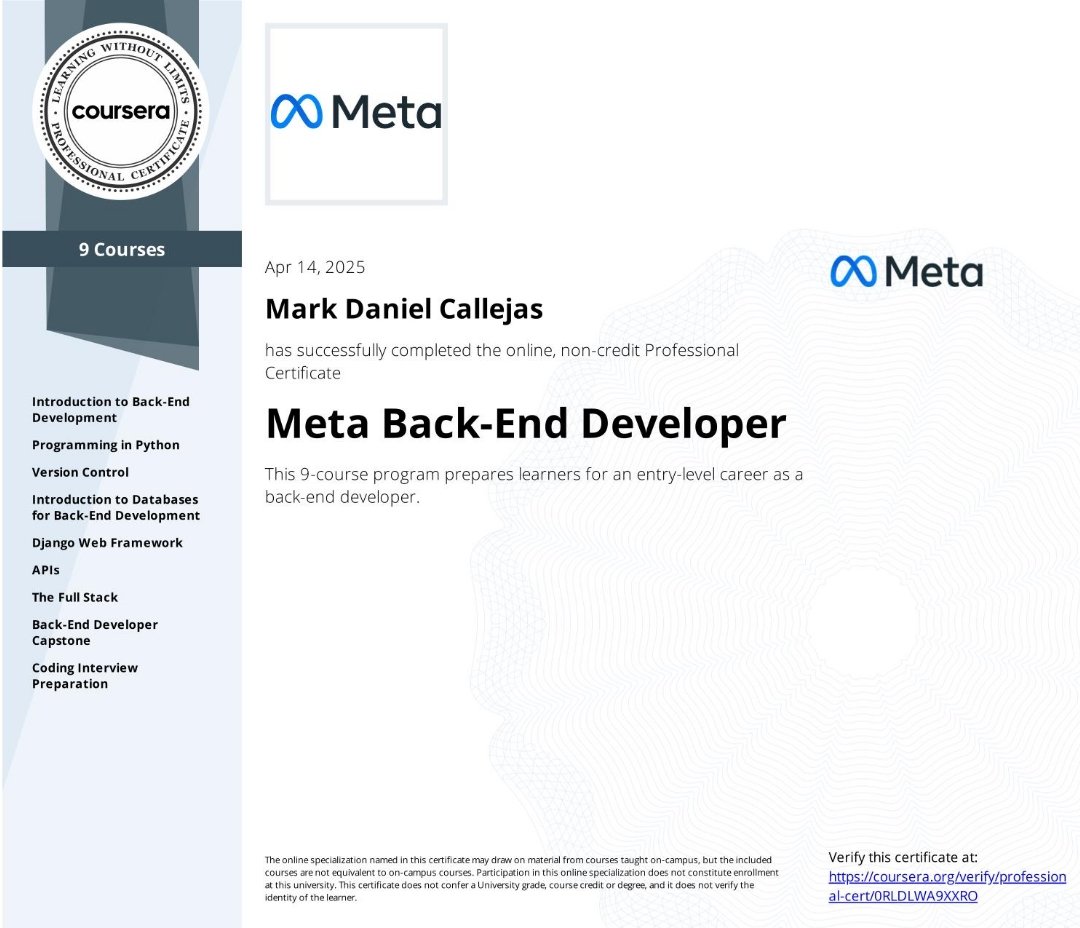 LEARNING WITHOUT LIMITS
coursera
PROFESSIONAL CERTIFICATE
9 Courses
Introduction to Back-End
Development
Programming in Python
Version Control
Introduction to Databases
for Back-End Development
Django Web Framework
APIs
The Full Stack
Back-End Developer
Capstone
Coding Interview
Preparation
Meta
Apr 14, 2025
Mark Daniel Callejas
has successfully completed the online, non-credit Professional
Certificate
Meta Back-End Developer
This 9-course program prepares learners for an entry-level career as a
back-end developer.
Meta
The online specialization named in this certificate may draw on material from courses taught on-campus, but the included
courses are not equivalent to on-campus courses. Participation in this online specialization does not constitute enrollment
at this university. This certificate does not confer a University grade, course credit or degree, and it does not verify the
identity of the learner.
Verify this certificate at:
https://coursera.org/verify/profession
al-cert/0RLDLWA9XXRO